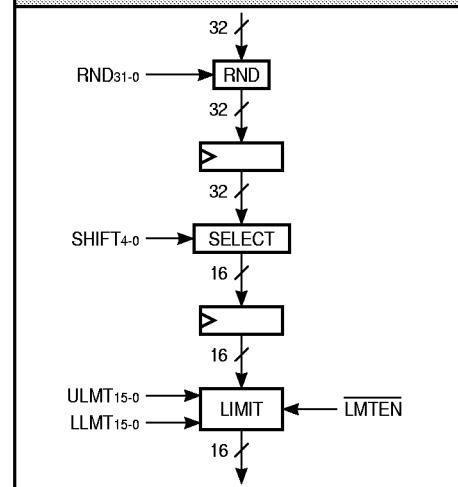 32
RND31-0 RND
32
32
SHIFT4-0 SELECT
16
16
ULMT15-0
LLMT15-0 LIMIT LMTEN
16